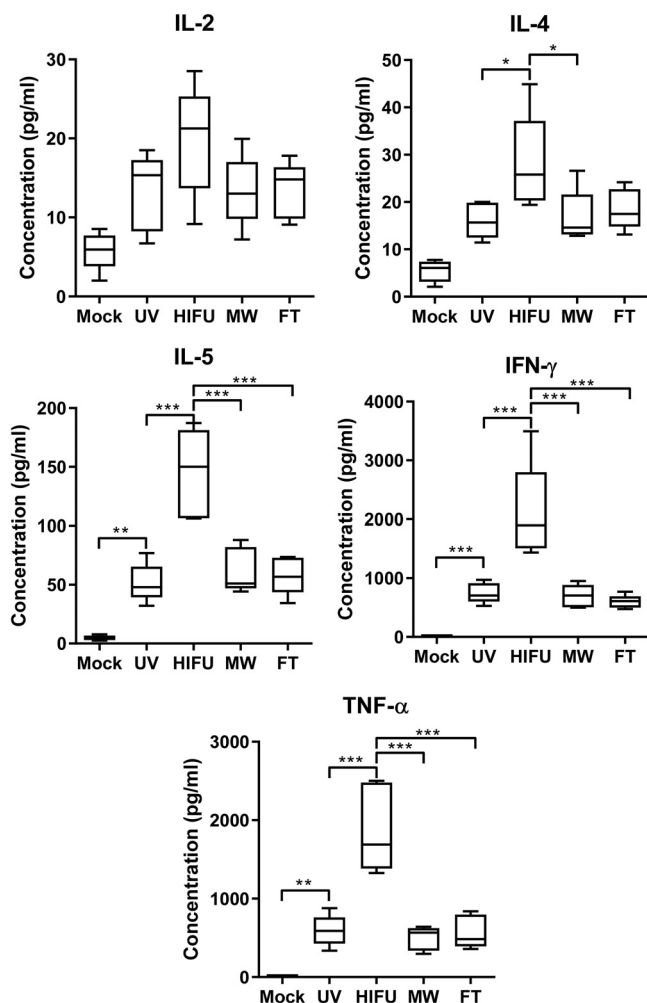 IL-2
Concentration (pg/ml)
30
20
10
0
Mock UV HIFU MW FT
IL-4
Concentration (pg/ml)
50
40
30
20
10
0
* *
Mock UV HIFU MW FT
IL-5
Concentration (pg/ml)
200
150
100
50
0
***
*** ***
**
Mock UV HIFU MW FT
IFN-γ
Concentration (pg/ml)
4000
3000
2000
1000
0
***
*** ***
***
Mock UV HIFU MW FT
TNF-α
Concentration (pg/ml)
3000
2000
1000
0
***
*** ***
**
Mock UV HIFU MW FT